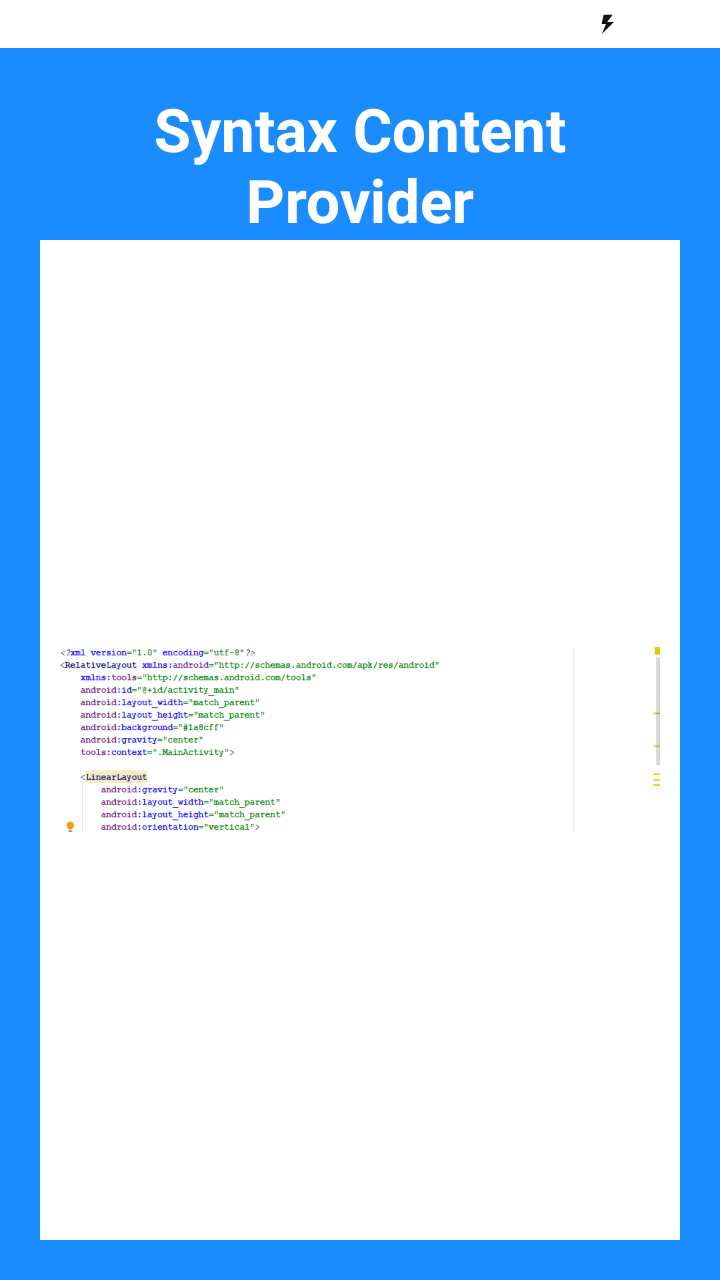 Syntax Content
Provider
<?xml version="1.0" encoding="utf-8"?>
<RelativeLayout xmlns:android="http://schemas.android.com/apk/res/android"
    xmlns:tools="http://schemas.android.com/tools"
    android:id="@+id/activity_main"
    android:layout_width="match_parent"
    android:layout_height="match_parent"
    android:background="#1a8cff"
    android:gravity="center"
    tools:context=".MainActivity">
    <LinearLayout
        android:gravity="center"
        android:layout_width="match_parent"
        android:layout_height="match_parent"
        android:orientation="vertical">